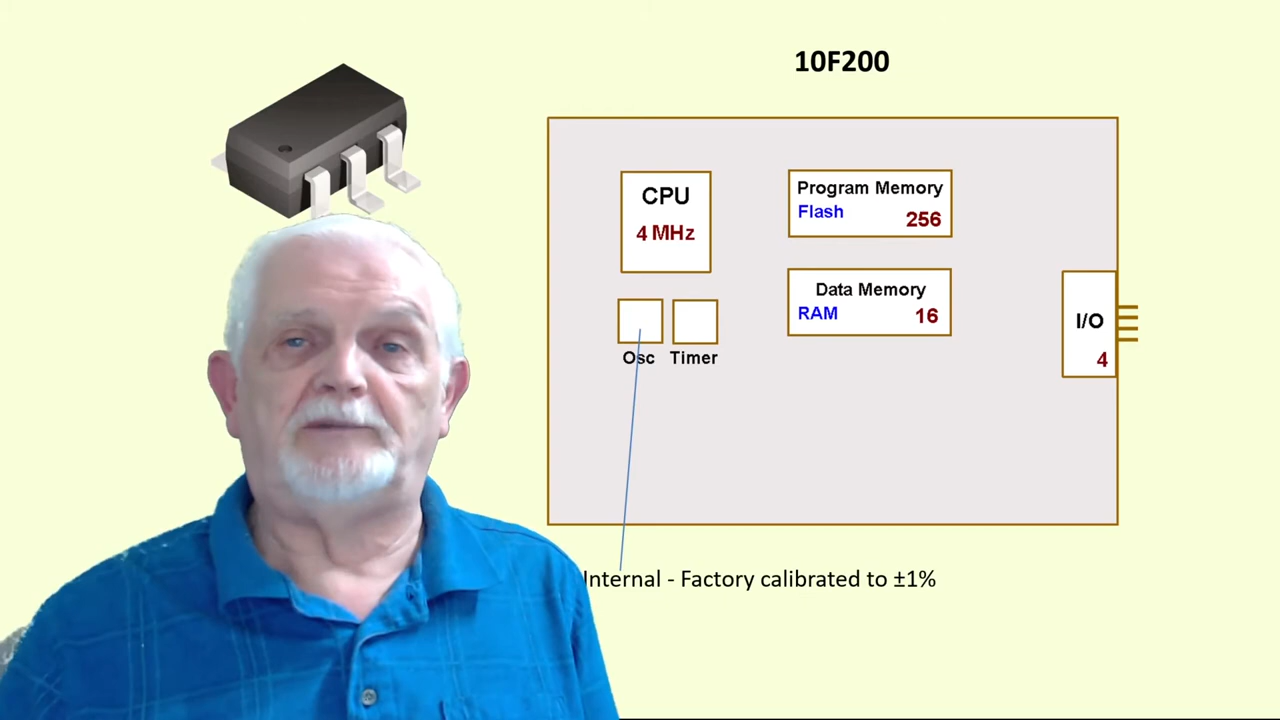 10F200
CPU
4 MHz
Program Memory
Flash 256
Data Memory
RAM 16
Osc Timer
I/O
4
Internal - Factory calibrated to ±1%